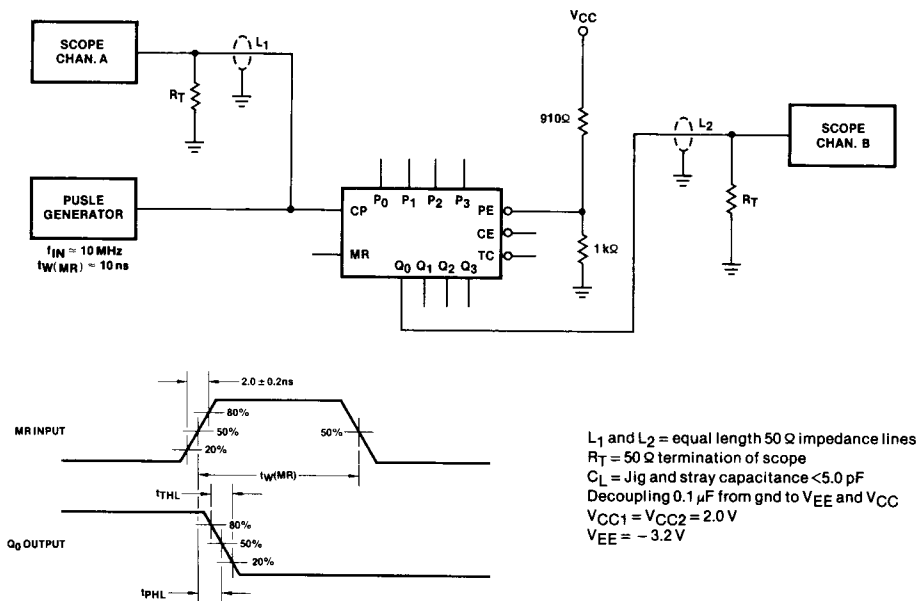 SCOPE
CHAN. A
L1
RT
VCC
910Ω
L2
SCOPE
CHAN. B
RT
PUSLE
GENERATOR
fIN ≈ 10 MHz
tW(MR) ≈ 10 ns
P0 P1 P2 P3
CP
PE
CE
MR
TC
Q0 Q1 Q2 Q3
1 kΩ
2.0 ± 0.2ns
MR INPUT
80%
50%
20%
50%
tW(MR)
tTHL
Q0 OUTPUT
80%
50%
20%
tPHL
L1 and L2 = equal length 50 Ω impedance lines
RT = 50 Ω termination of scope
CL = Jig and stray capacitance <5.0 pF
Decoupling 0.1 µF from gnd to VEE and VCC
VCC1 = VCC2 = 2.0 V
VEE = – 3.2 V